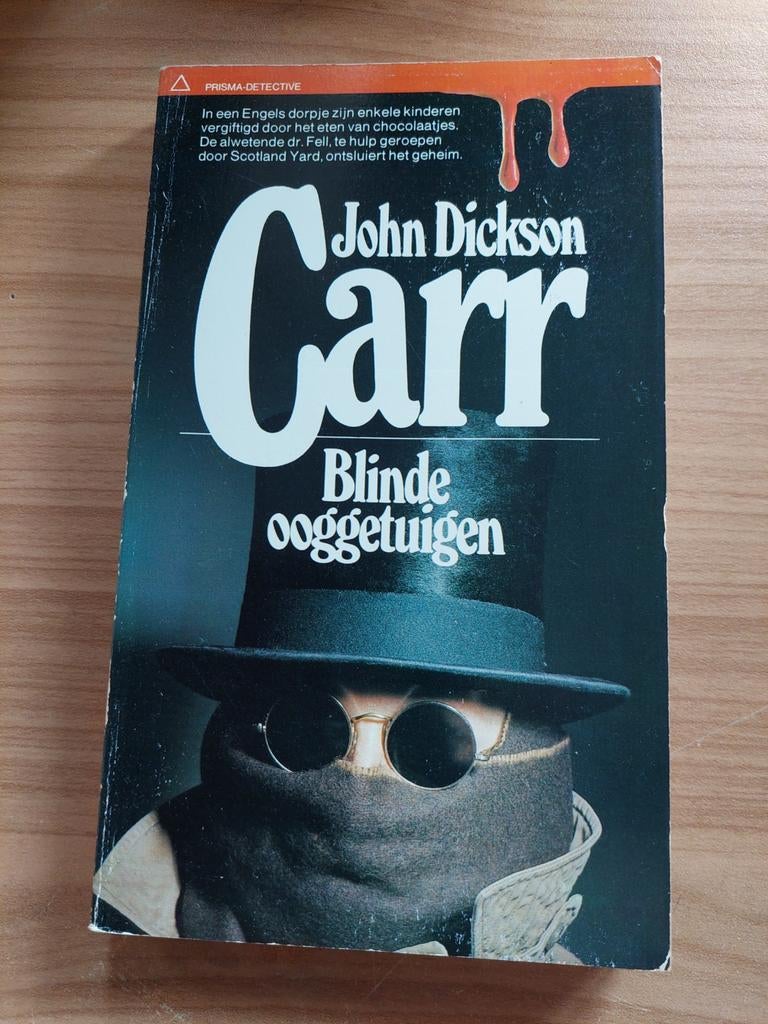 PRISMA-DETECTIVE
In een Engels dorpje zijn enkele kinderen
vergiftigd door het eten van chocolaatjes.
De alwetende dr. Fell, te hulp geroepen
door Scotland Yard, ontsluiert het geheim.
John Dickson
Carr
Blinde
ooggetuigen